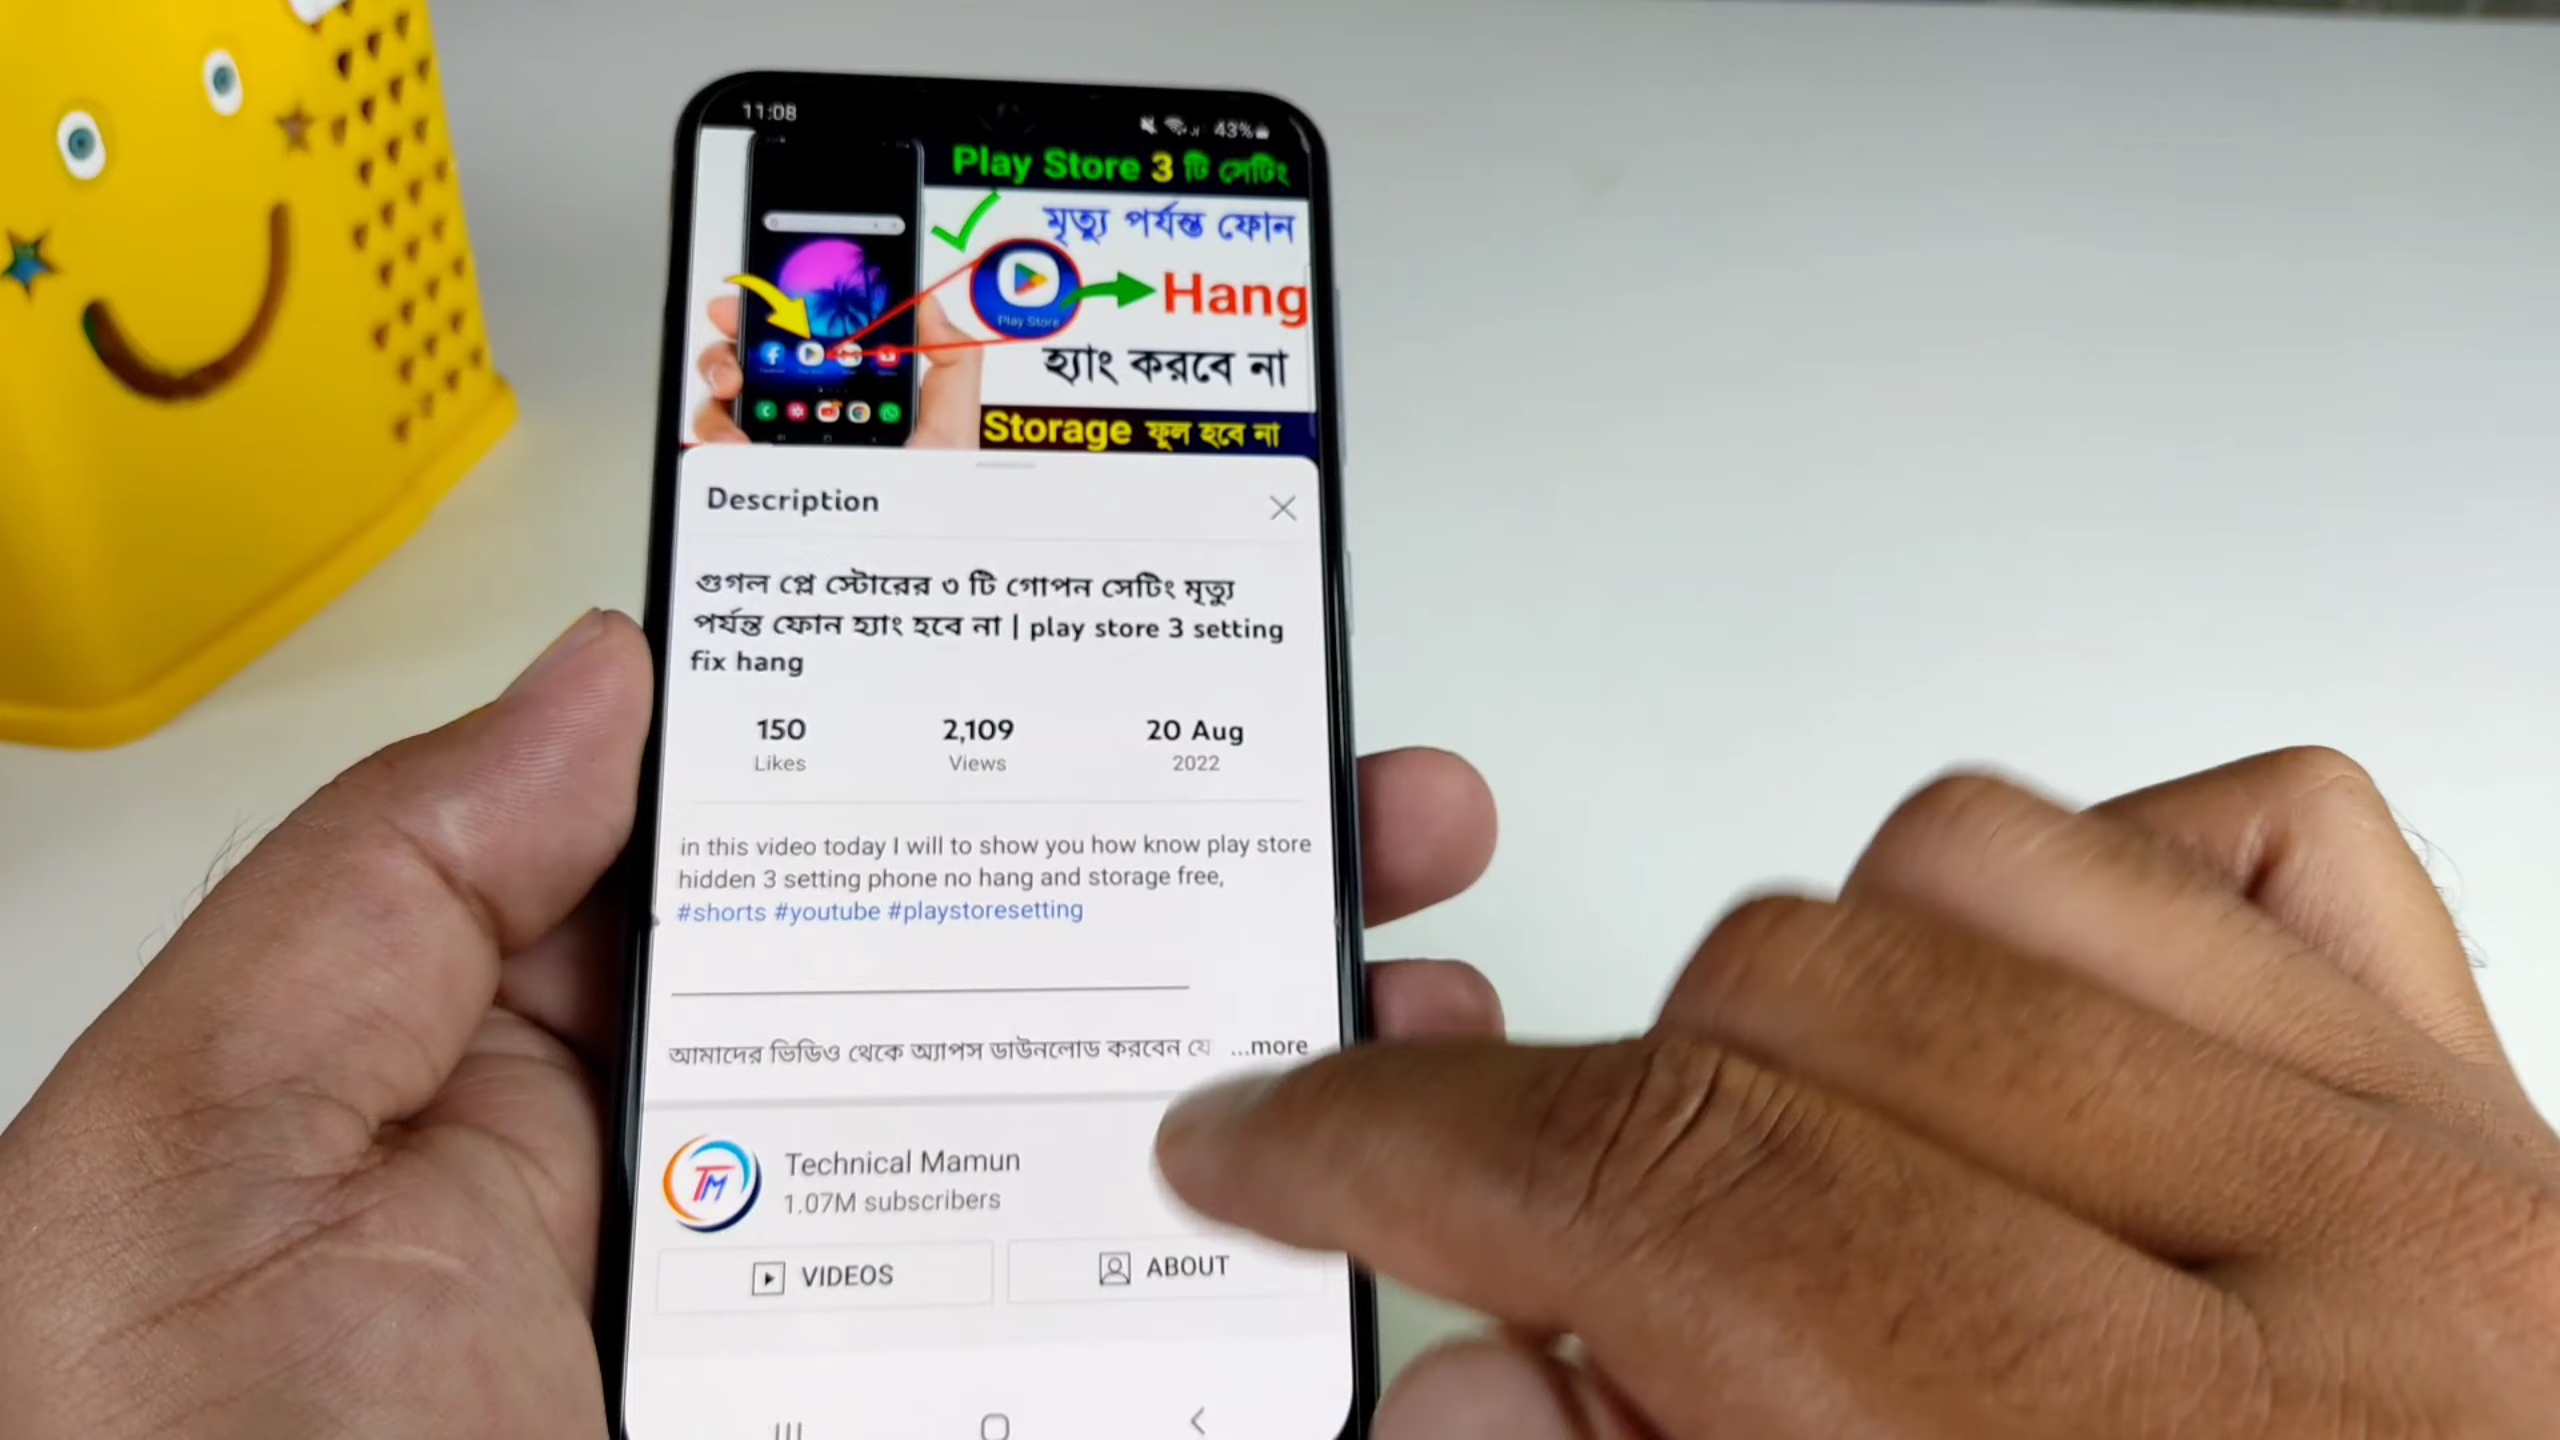 11:08
43%
Play Store 3 টি সেটিং
মৃত্যু পর্যন্ত ফোন
Hang
Play Store
হ্যাং করবে না
Storage ফুল হবে না
Description
গুগল প্লে স্টোরের ৩ টি গোপন সেটিং মৃত্যু
পর্যন্ত ফোন হ্যাং হবে না | play store 3 setting
fix hang
150 2,109 20 Aug
Likes Views 2022
in this video today I will to show you how know play store
hidden 3 setting phone no hang and storage free,
#shorts #youtube #playstoresetting
আমাদের ভিডিও থেকে অ্যাপস ডাউনলোড করবেন যে ...more
TM
Technical Mamun
1.07M subscribers
VIDEOS ABOUT